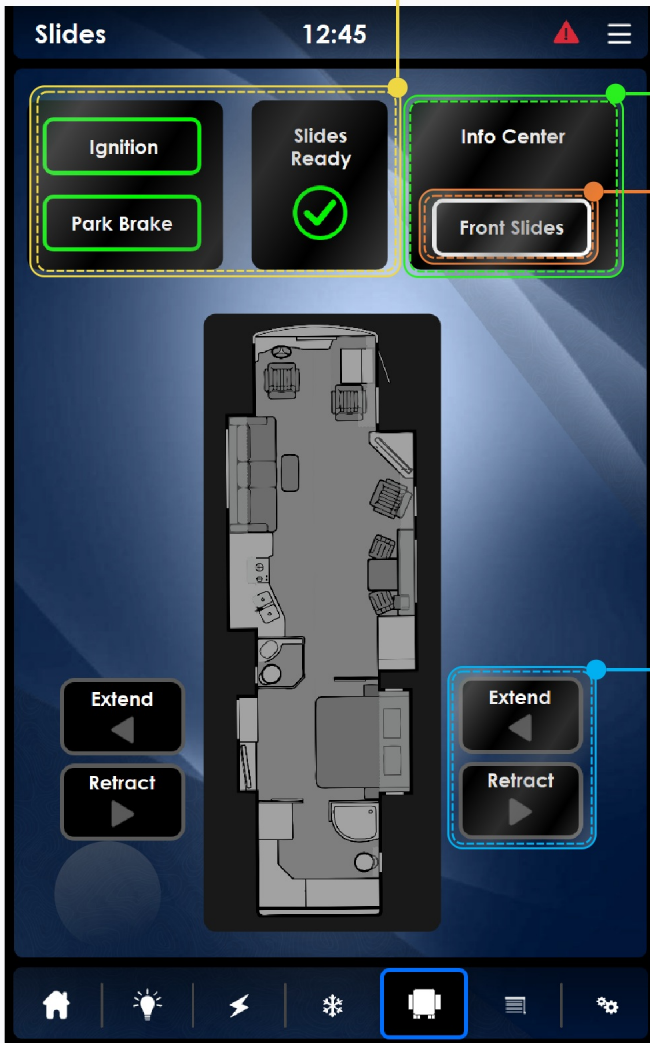 Slides
12:45
Ignition
Park Brake
Slides
Ready
Info Center
Front Slides
Extend
Retract
Extend
Retract